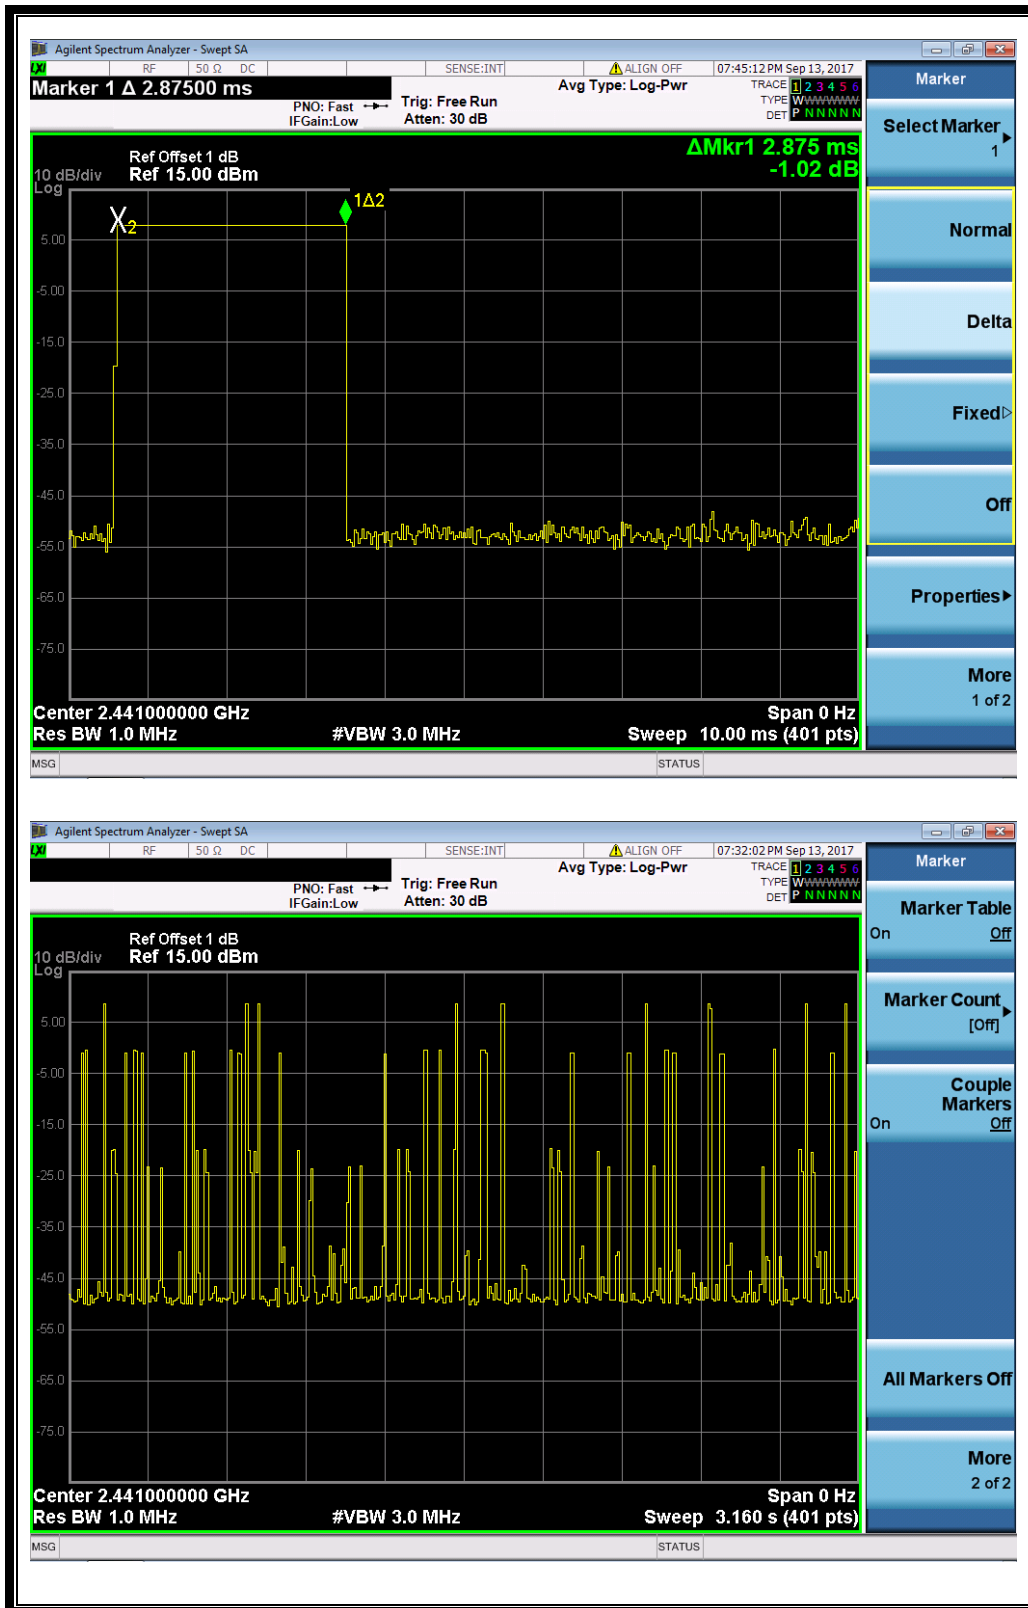 Agilent Spectrum Analyzer - Swept SA
LXI RF 50 Ω DC SENSE:INT ALIGN OFF 07:45:12 PM Sep 13, 2017
Marker 1 Δ 2.87500 ms
PNO: Fast
IFGain:Low
Trig: Free Run
Atten: 30 dB
Avg Type: Log-Pwr
TRACE 1 2 3 4 5 6
TYPE WWWWWWW
DET P N N N N N
ΔMkr1 2.875 ms
-1.02 dB
Ref Offset 1 dB
10 dB/div Ref 15.00 dBm
Log
1Δ2
X2
5.00
-5.00
-15.0
-25.0
-35.0
-45.0
-55.0
-65.0
-75.0
Center 2.441000000 GHz Span 0 Hz
Res BW 1.0 MHz #VBW 3.0 MHz Sweep 10.00 ms (401 pts)
MSG STATUS
Marker
Select Marker
1
Normal
Delta
Fixed
Off
Properties
More
1 of 2
Agilent Spectrum Analyzer - Swept SA
LXI RF 50 Ω DC SENSE:INT ALIGN OFF 07:32:02 PM Sep 13, 2017
PNO: Fast
IFGain:Low
Trig: Free Run
Atten: 30 dB
Avg Type: Log-Pwr
TRACE 1 2 3 4 5 6
TYPE WWWWWWW
DET P N N N N N
Ref Offset 1 dB
10 dB/div Ref 15.00 dBm
Log
5.00
-5.00
-15.0
-25.0
-35.0
-45.0
-55.0
-65.0
-75.0
Center 2.441000000 GHz Span 0 Hz
Res BW 1.0 MHz #VBW 3.0 MHz Sweep 3.160 s (401 pts)
MSG STATUS
Marker
Marker Table
On Off
Marker Count
[Off]
Couple
Markers
On Off
All Markers Off
More
2 of 2